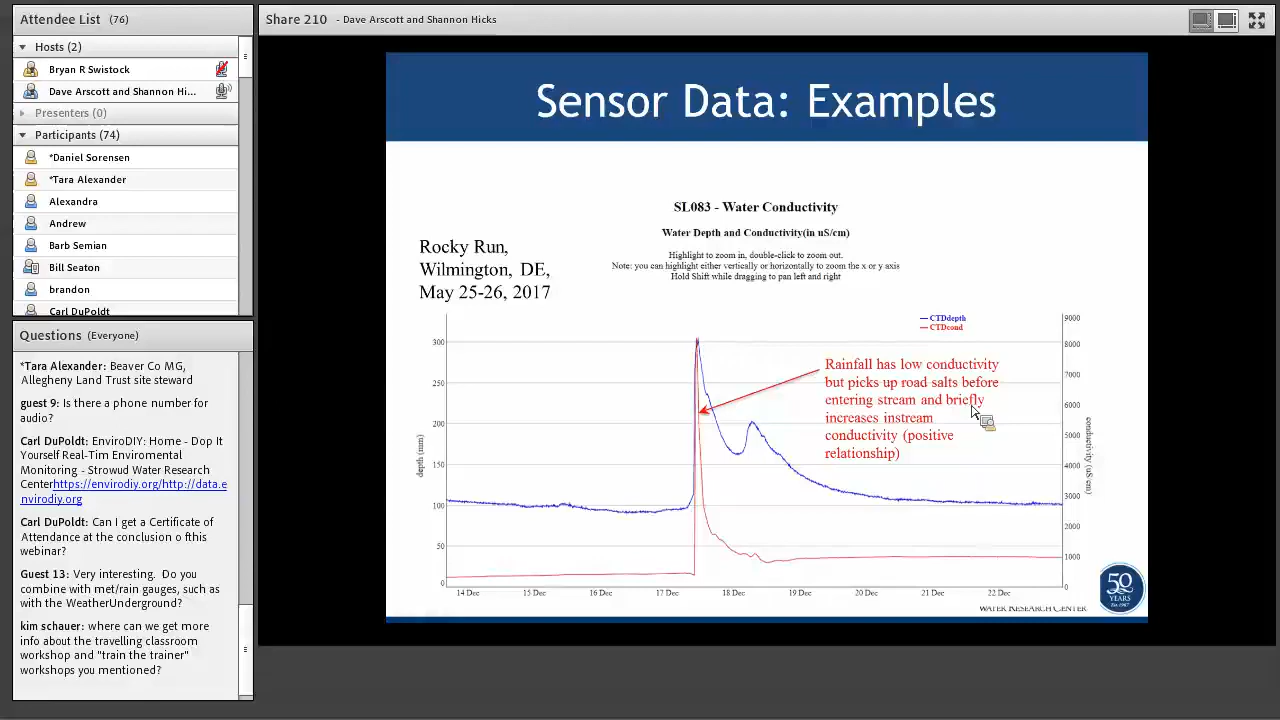 Attendee List (76)
Hosts (2)
Bryan R Swistock
Dave Arscott and Shannon Hi...
Presenters (0)
Participants (74)
*Daniel Sorensen
*Tara Alexander
Alexandra
Andrew
Barb Semian
Bill Seaton
brandon
Carl DuPoldt
Questions (Everyone)
*Tara Alexander: Beaver Co MG,
Allegheny Land Trust site steward
guest 9: Is there a phone number for
audio?
Carl DuPoldt: EnviroDIY: Home - Dop It
Yourself Real-Tim Enviromental
Monitoring - Strowud Water Research
Centerhttps://envirodiy.org/http://data.e
nvirodiy.org
Carl DuPoldt: Can I get a Certificate of
Attendance at the conclusion o fthis
webinar?
Guest 13: Very interesting. Do you
combine with met/rain gauges, such as
with the WeatherUnderground?
kim schauer: where can we get more
info about the travelling classroom
workshop and "train the trainer"
workshops you mentioned?
Share 210 - Dave Arscott and Shannon Hicks
Sensor Data: Examples
SL083 - Water Conductivity
Water Depth and Conductivity(in uS/cm)
Highlight to zoom in, double-click to zoom out.
Note: you can highlight either vertically or horizontally to zoom the x or y axis
Hold Shift while dragging to pan left and right
Rocky Run,
Wilmington, DE,
May 25-26, 2017
CTDdepth
CTDcond
Rainfall has low conductivity
but picks up road salts before
entering stream and briefly
increases instream
conductivity (positive
relationship)
depth (mm)
300
250
200
150
100
50
0
9000
8000
7000
6000
5000
4000
3000
2000
1000
0
conductivity (uS/cm)
14 Dec 15 Dec 16 Dec 17 Dec 18 Dec 19 Dec 20 Dec 21 Dec 22 Dec
WATER RESEARCH CENTER
50
YEARS
Est. 1967